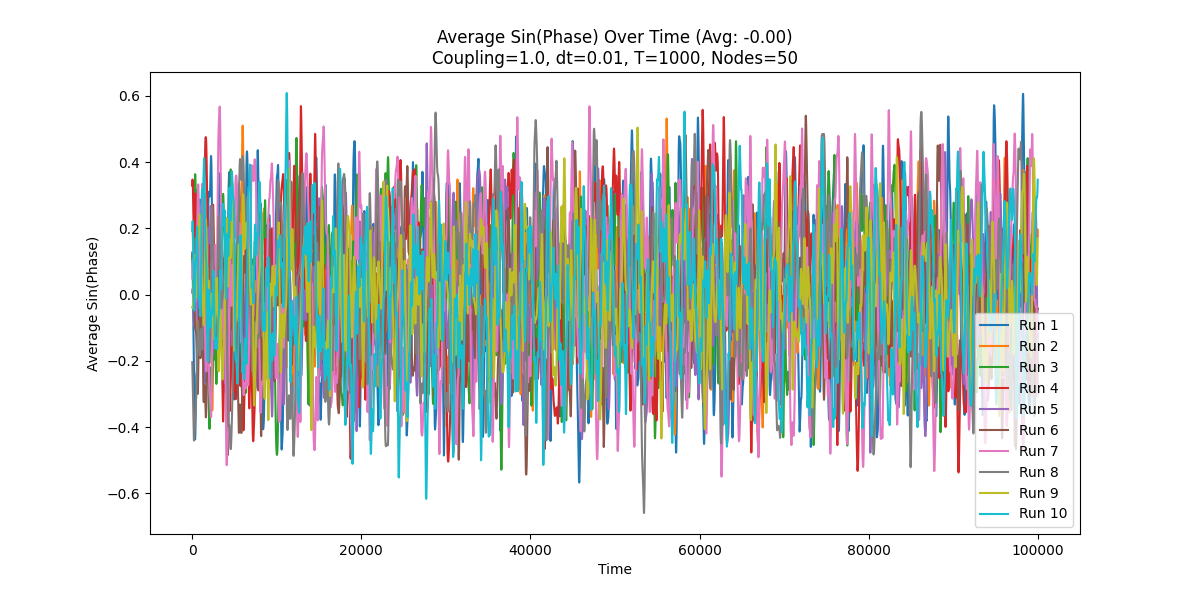 Average Sin(Phase) Over Time (Avg: -0.00)
Coupling=1.0, dt=0.01, T=1000, Nodes=50
Average Sin(Phase)
0.6
0.4
0.2
0.0
−0.2
−0.4
−0.6
Run 1
Run 2
Run 3
Run 4
Run 5
Run 6
Run 7
Run 8
Run 9
Run 10
0 20000 40000 60000 80000 100000
Time